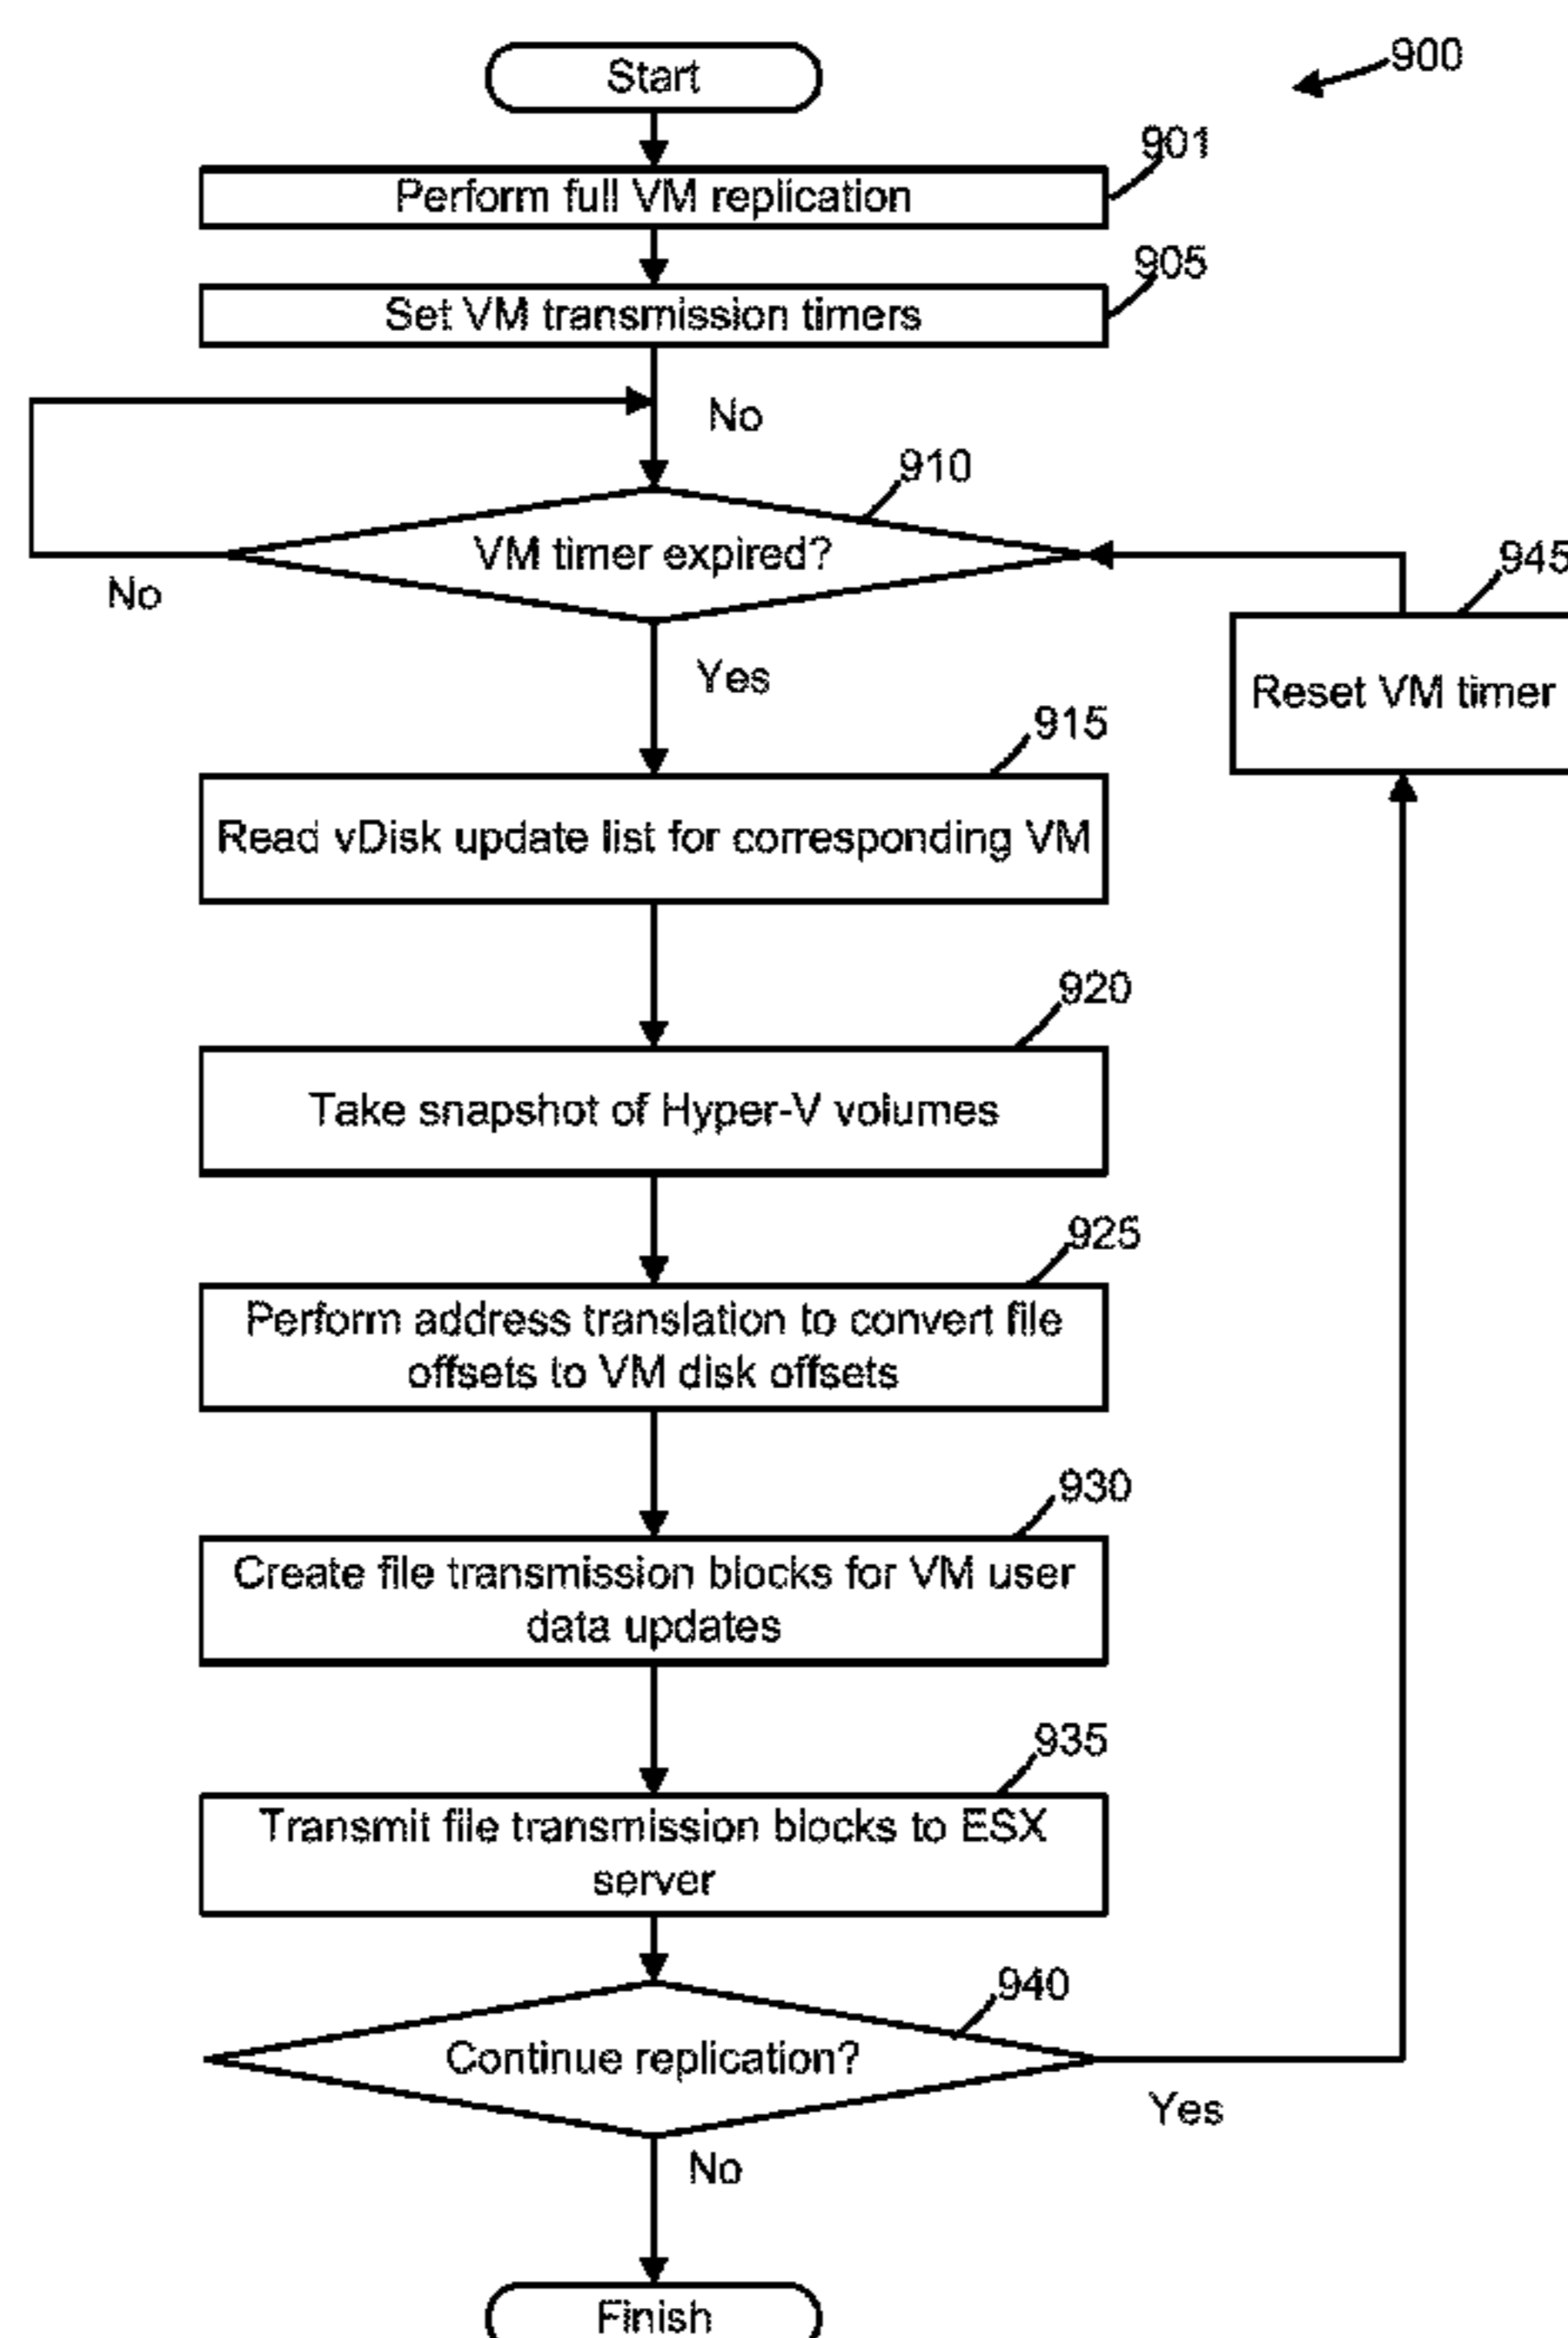 Start
900
901
Perform full VM replication
905
Set VM transmission timers
No
910
VM timer expired?
No
945
Yes
Reset VM timer
915
Read vDisk update list for corresponding VM
920
Take snapshot of Hyper-V volumes
925
Perform address translation to convert file
offsets to VM disk offsets
930
Create file transmission blocks for VM user
data updates
935
Transmit file transmission blocks to ESX
server
940
Continue replication?
Yes
No
Finish